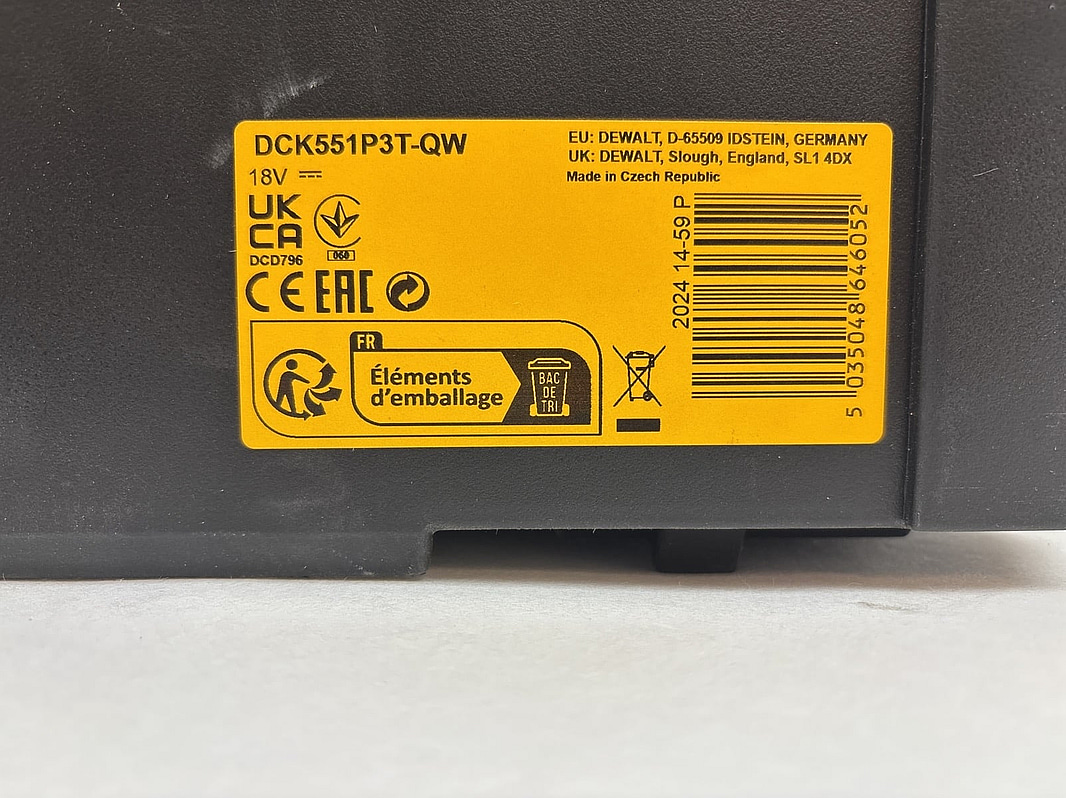 DCK551P3T-QW
18V
EU: DEWALT, D-65509 IDSTEIN, GERMANY
UK: DEWALT, Slough, England, SL1 4DX
Made in Czech Republic
UK
CA
DCD796
060
CE EAC
FR
Éléments
d'emballage
BAC
DE
TRI
2024 14-59 P
5 035048 646052